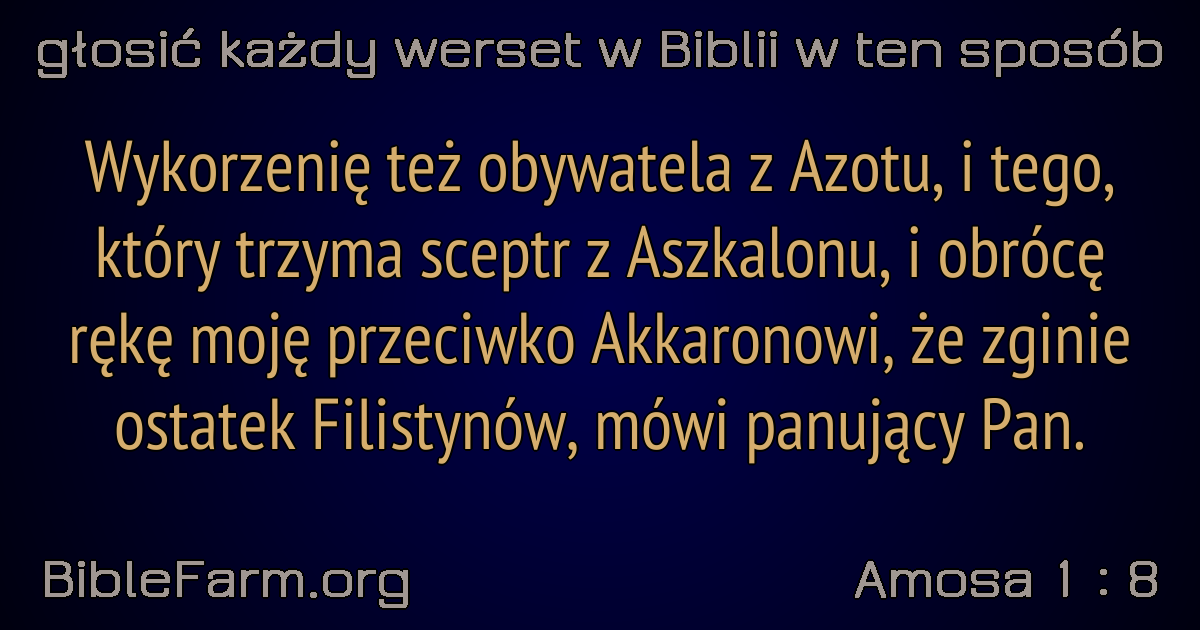 głosić każdy werset w Biblii w ten sposób
Wykorzenię też obywatela z Azotu, i tego,
który trzyma sceptr z Aszkalonu, i obrócę
rękę moję przeciwko Akkaronowi, że zginie
ostatek Filistynów, mówi panujący Pan.
BibleFarm.org
Amosa 1 : 8